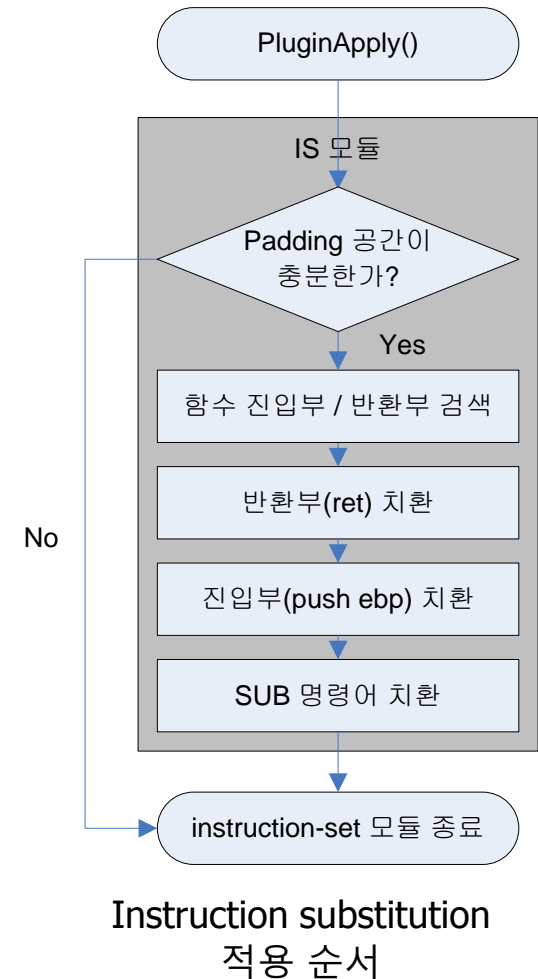 PluginApply()
IS 모듈
Padding 공간이
충분한가?
Yes
함수 진입부 / 반환부 검색
반환부(ret) 치환
No
진입부(push ebp) 치환
SUB 명령어 치환
instruction-set 모듈 종료
Instruction substitution
적용 순서